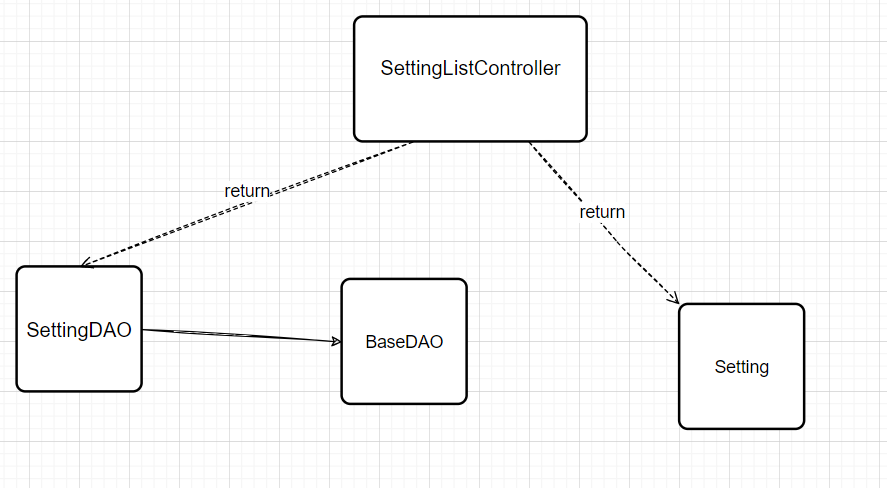 SettingListController
return
return
SettingDAO
BaseDAO
Setting